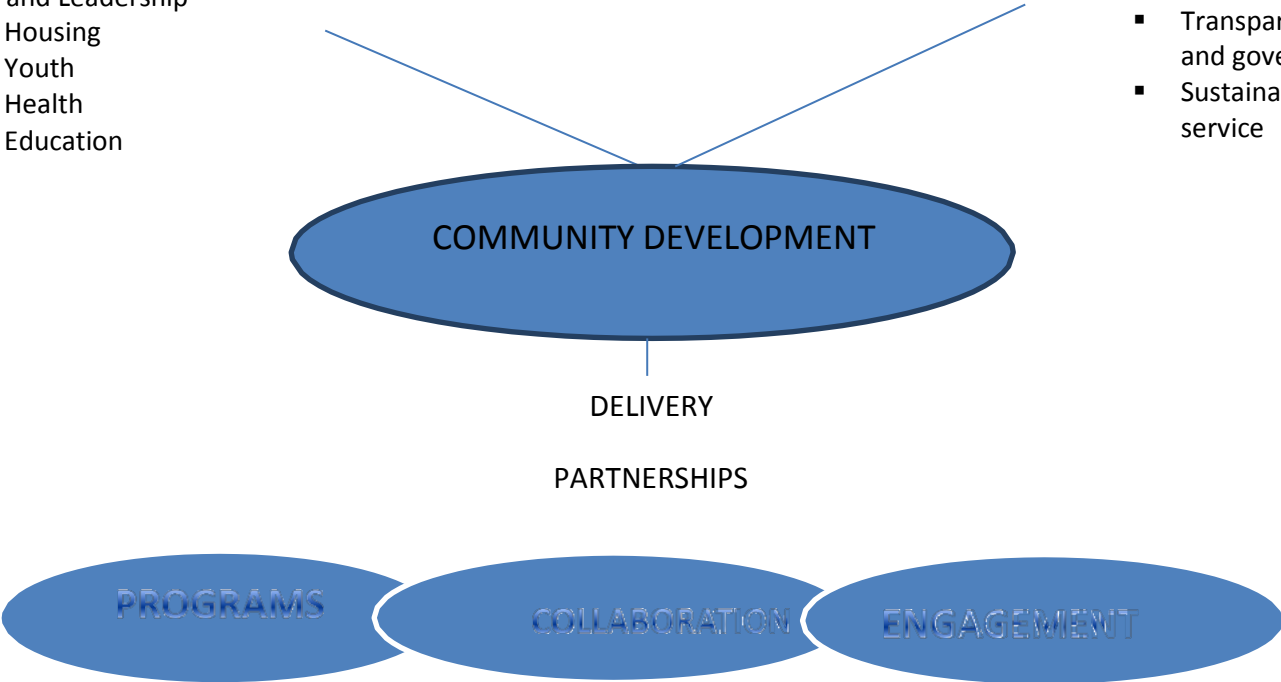 and Leadership
Housing
Youth
Health
Education
▪ Transpar
and gove
▪ Sustaina
service
COMMUNITY DEVELOPMENT
DELIVERY
PARTNERSHIPS
PROGRAMS
COLLABORATION
ENGAGEMENT